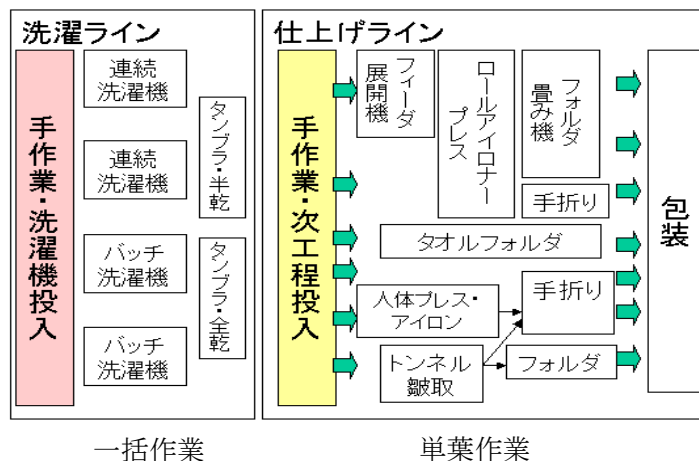 洗濯ライン
手作業・洗濯機投入
連続
洗濯機
連続
洗濯機
バッチ
洗濯機
バッチ
洗濯機
タンブラ・半乾
タンブラ・全乾
一括作業
仕上げライン
手作業・次工程投入
フィーダ
展開機
ロールアイロナー
プレス
フォルダ
畳み機
手折り
タオルフォルダ
人体プレス・
アイロン
手折り
トンネル
皺取
フォルダ
包装
単葉作業